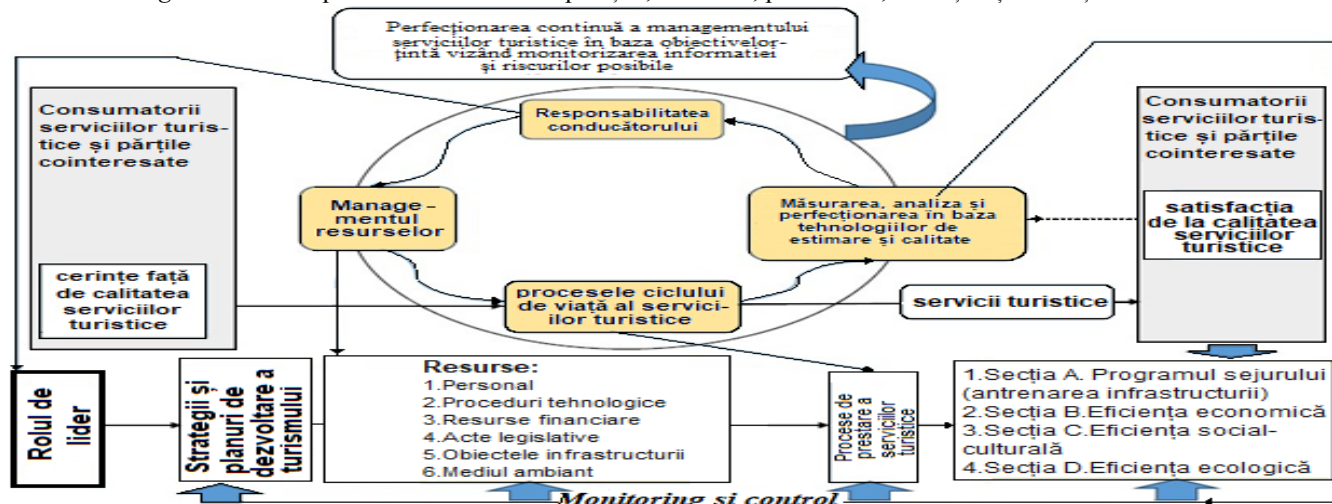 Perfecționarea continuă a managementului
serviciilor turistice în baza obiectivelor-
țintă vizând monitorizarea informatiei
și riscurilor posibile
Consumatorii
serviciilor turis-
tice și părțile
cointeresate
cerințe față
de calitatea
serviciilor
turistice
Responsabilitatea
conducătorului
Manage-
mentul
resurselor
Măsurarea, analiza și
perfecționarea în baza
tehnologiilor de
estimare și calitate
procesele ciclului
de viață al servici-
ilor turistice
servicii turistice
Consumatorii
serviciilor turis-
tice și părțile
cointeresate
satisfacția
de la calitatea
serviciilor
turistice
Rolul de
lider
Strategii și
planuri de
dezvoltare a
turismului
Resurse:
1.Personal
2.Proceduri tehnologice
3.Resurse financiare
4.Acte legislative
5.Obiectele infrastructurii
6.Mediul ambiant
Procese de
prestare a
serviciilor
turistice
1.Secția A. Programul sejurului
(antrenarea infrastructurii)
2.Secția B.Eficiența economică
3.Secția C.Eficiența social-
culturală
4.Secția D.Eficiența ecologică
Monitoring si control